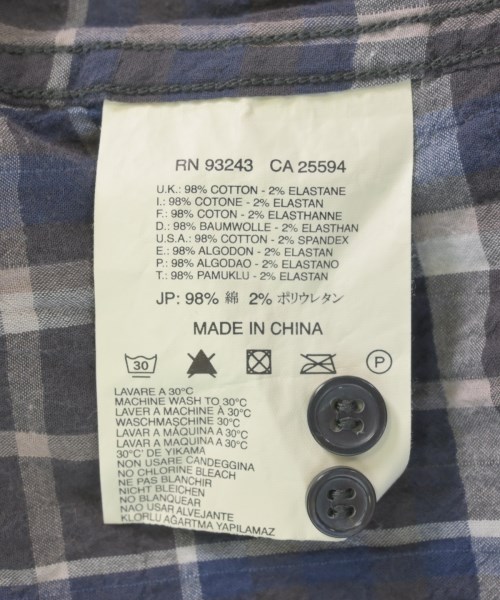 RN 93243 CA 25594
U.K.: 98% COTTON - 2% ELASTANE
I.: 98% COTONE - 2% ELASTAN
F.: 98% COTON - 2% ELASTHANNE
D.: 98% BAUMWOLLE - 2% ELASTHAN
U.S.A.: 98% COTTON - 2% SPANDEX
E.: 98% ALGODON - 2% ELASTAN
P.: 98% ALGODAO - 2% ELASTANO
T.: 98% PAMUKLU - 2% ELASTAN
JP: 98% 綿 2% ポリウレタン
MADE IN CHINA
30 P
LAVARE A 30°C
MACHINE WASH TO 30°C
LAVER A MACHINE À 30°C
WASCHMASCHINE 30°C
LAVAR A MÁQUINA A 30°C
LAVAR A MAQUINA A 30°C
30°C' DE YIKAMA
NON USARE CANDEGGINA
NO CHLORINE BLEACH
NE PAS BLANCHIR
NICHT BLEICHEN
NO BLANQUEAR
NAO USAR ALVEJANTE
KLORLU AĞARTMA YAPILAMAZ